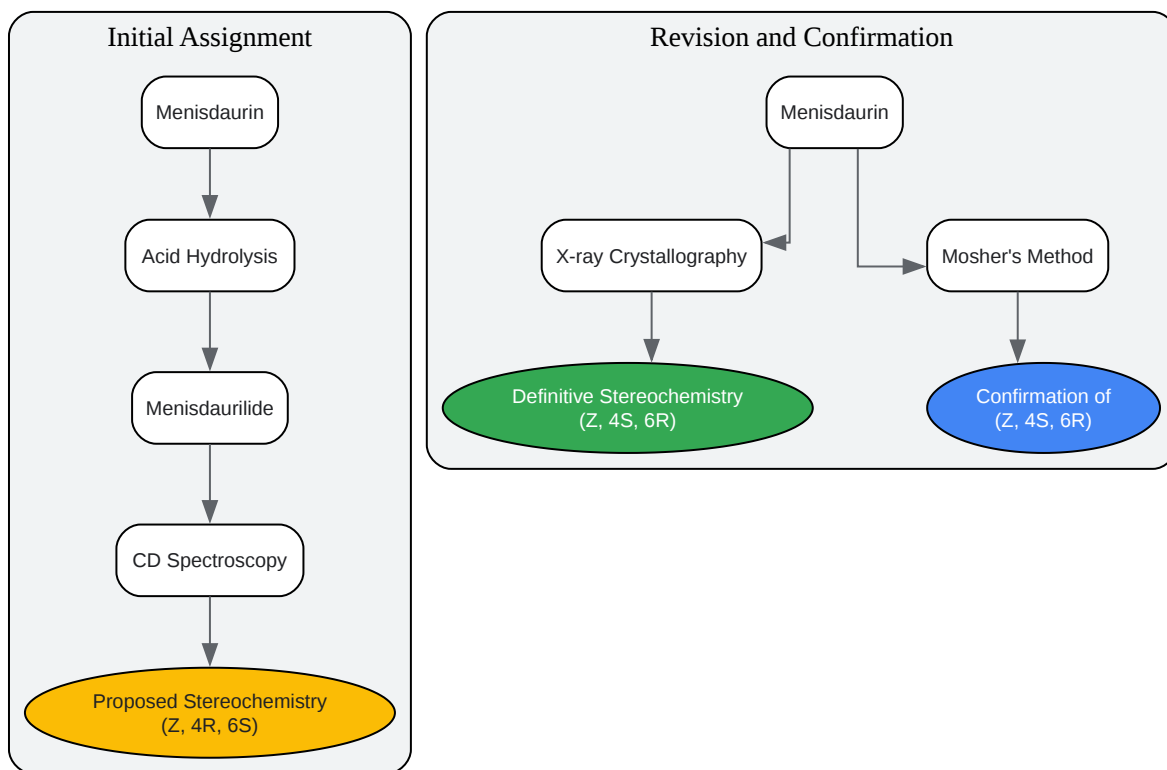 Initial Assignment
Menisdaurin
Acid Hydrolysis
Menisdaurilide
CD Spectroscopy
Proposed Stereochemistry
(Z, 4R, 6S)
Revision and Confirmation
Menisdaurin
X-ray Crystallography
Mosher's Method
Definitive Stereochemistry
(Z, 4S, 6R)
Confirmation of
(Z, 4S, 6R)